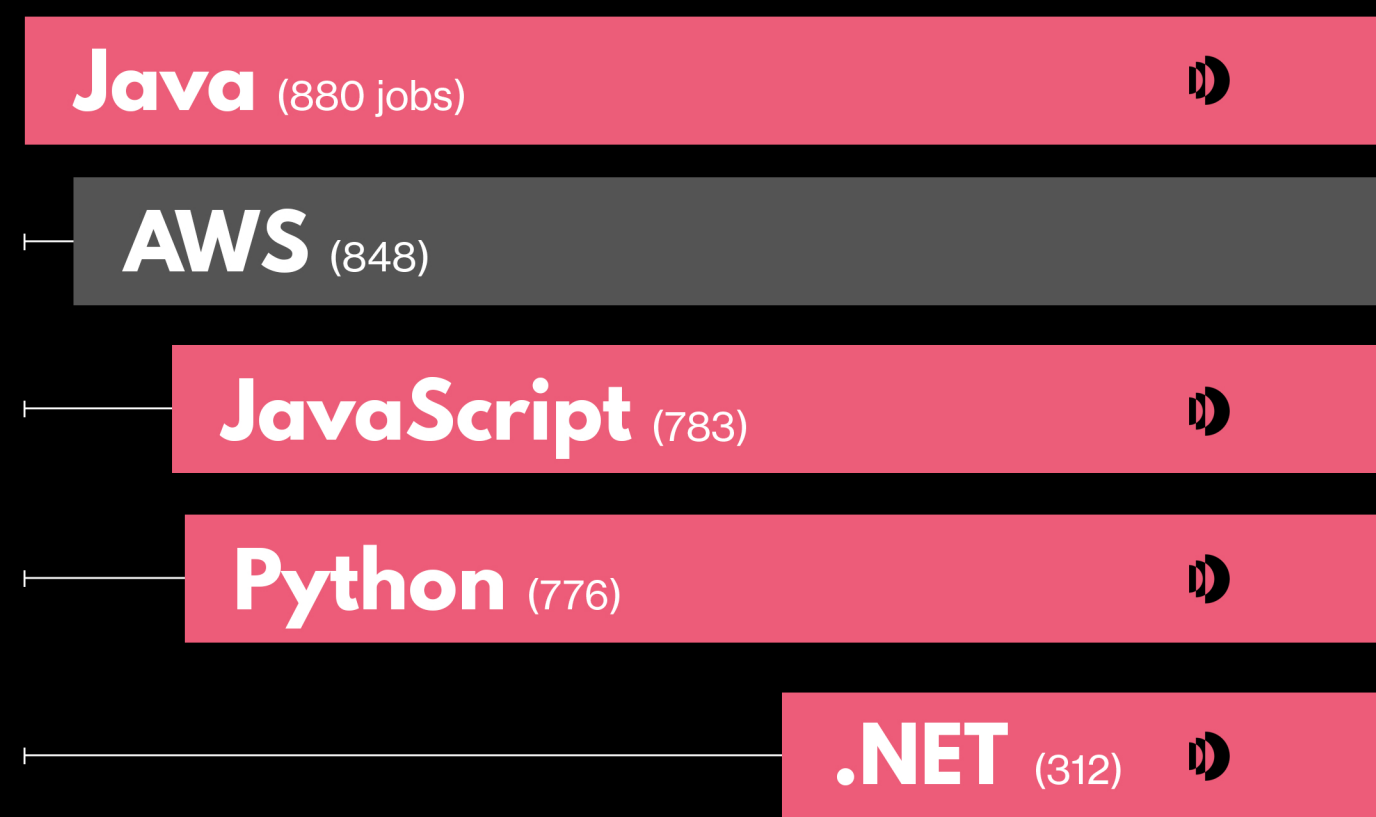 Java (880 jobs)
AWS (848)
JavaScript (783)
Python (776)
.NET (312)